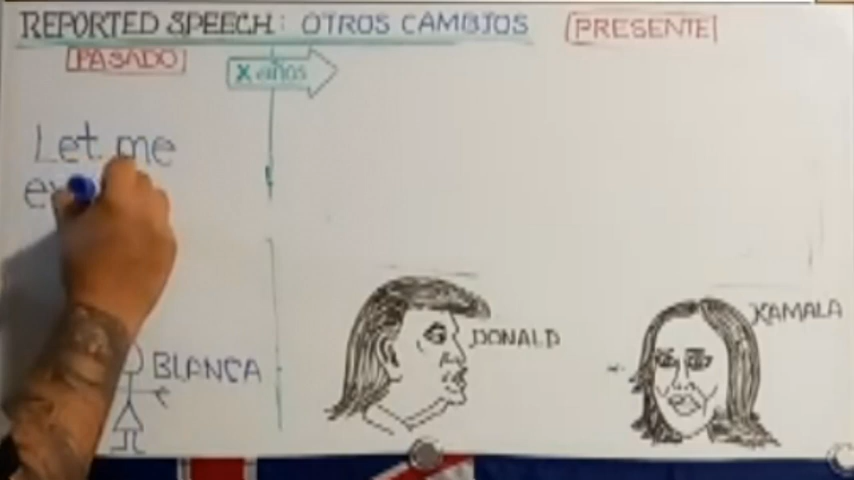 REPORTED SPEECH: OTROS CAMBIOS
PRESENTE
PASADO
X años
Let me
DONALD
KAMALA
BLANCA